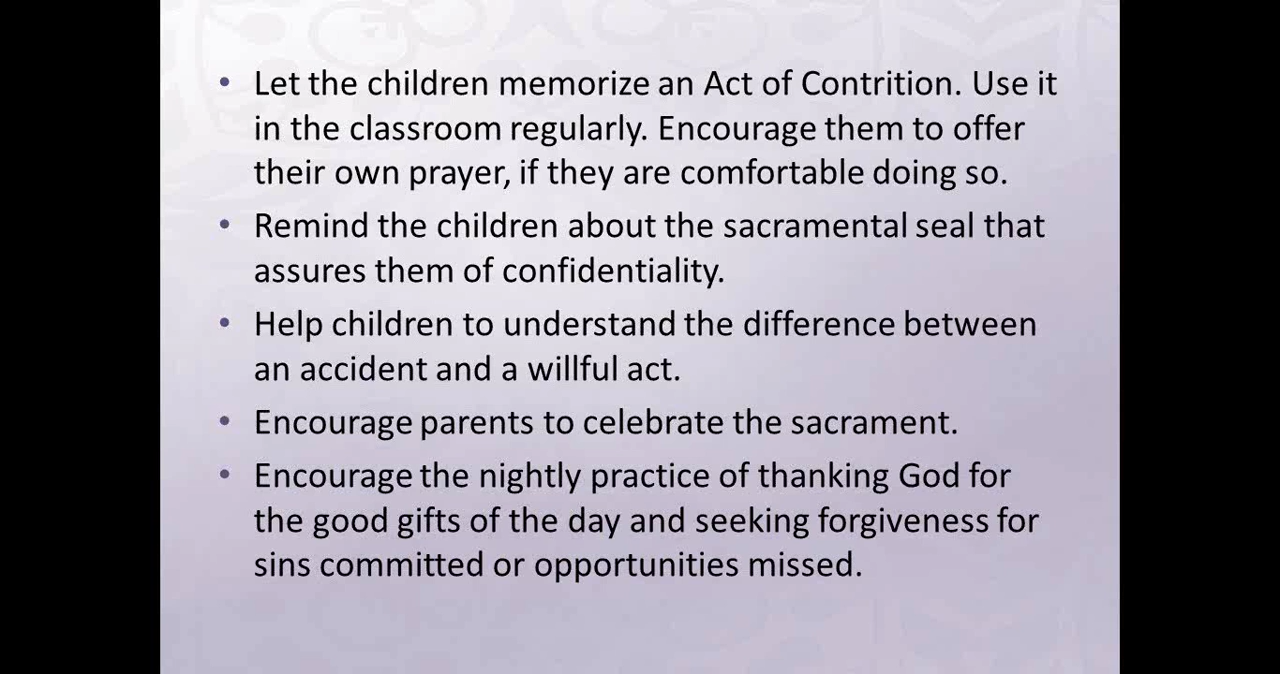 • Let the children memorize an Act of Contrition. Use it
in the classroom regularly. Encourage them to offer
their own prayer, if they are comfortable doing so.
• Remind the children about the sacramental seal that
assures them of confidentiality.
• Help children to understand the difference between
an accident and a willful act.
• Encourage parents to celebrate the sacrament.
• Encourage the nightly practice of thanking God for
the good gifts of the day and seeking forgiveness for
sins committed or opportunities missed.